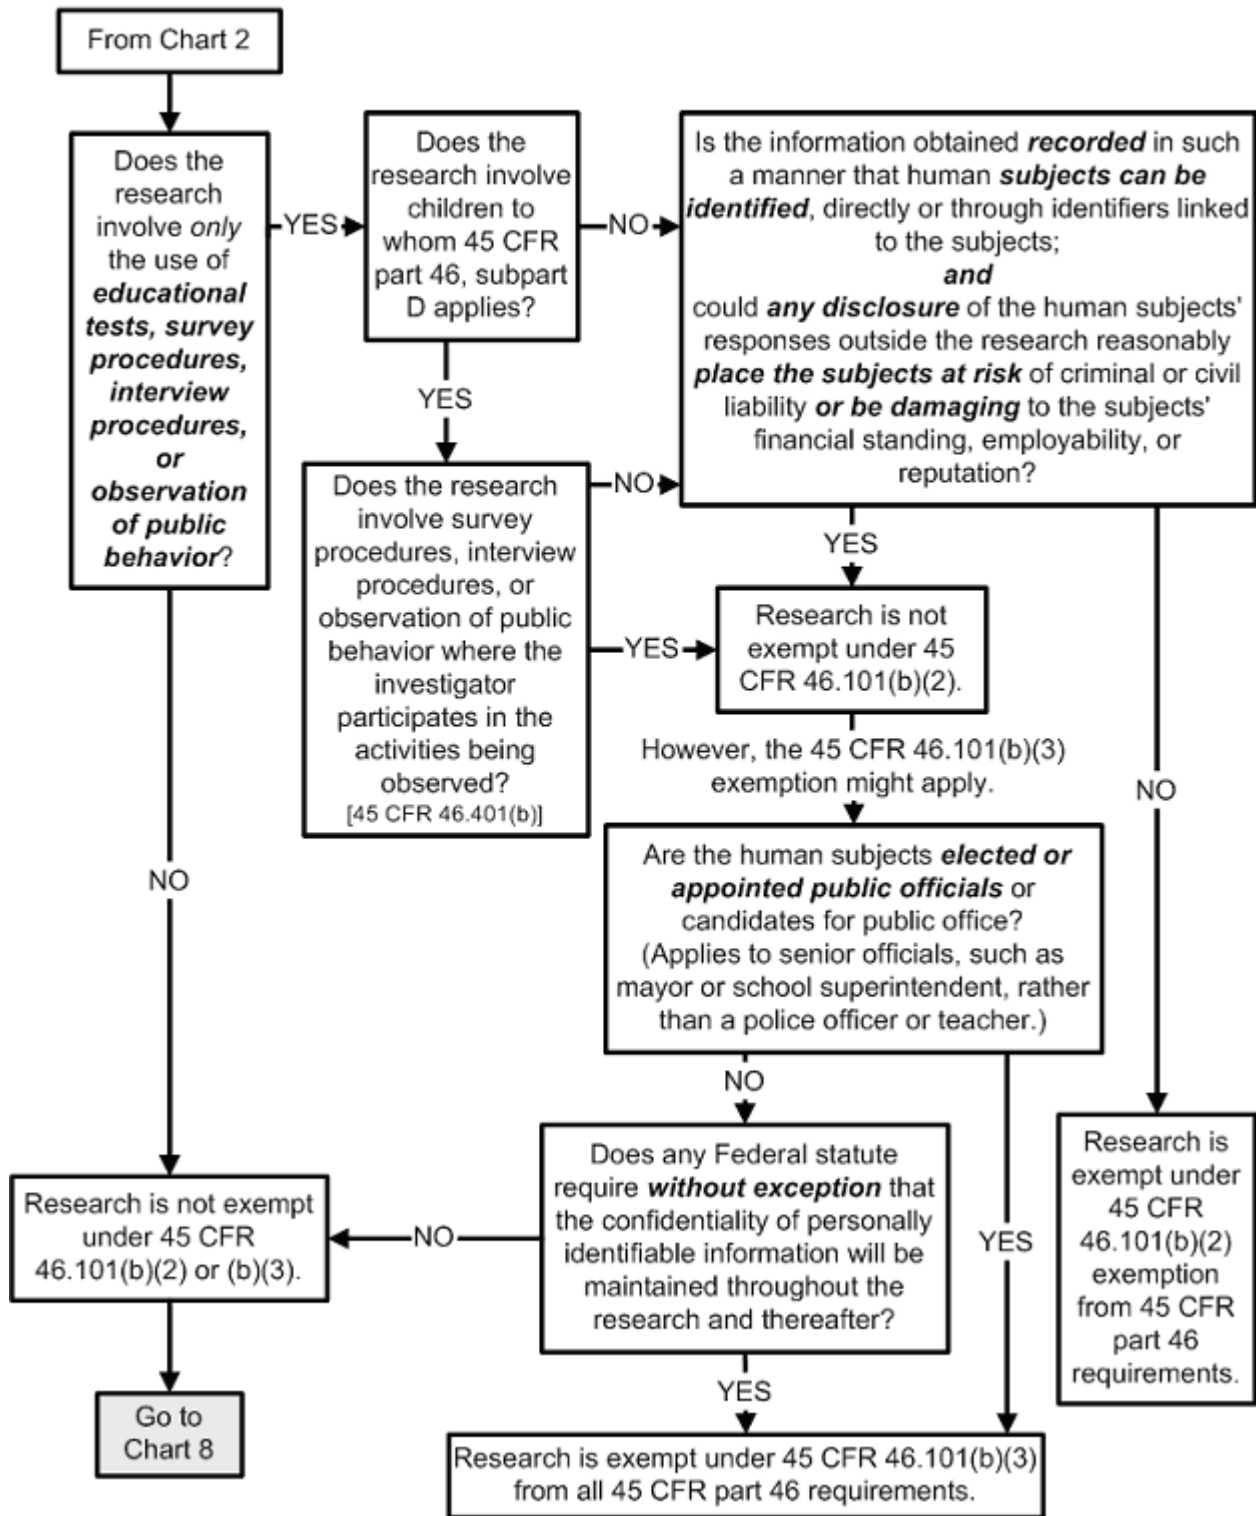 From Chart 2
Does the
research
involve only
the use of
educational
tests, survey
procedures,
interview
procedures,
or
observation
of public
behavior?
YES
Does the
research involve
children to
whom 45 CFR
part 46, subpart
D applies?
NO
Is the information obtained recorded in such
a manner that human subjects can be
identified, directly or through identifiers linked
to the subjects;
and
could any disclosure of the human subjects'
responses outside the research reasonably
place the subjects at risk of criminal or civil
liability or be damaging to the subjects'
financial standing, employability, or
reputation?
YES
Does the research
involve survey
procedures, interview
procedures, or
observation of public
behavior where the
investigator
participates in the
activities being
observed?
[45 CFR 46.401(b)]
NO
YES
YES
Research is not
exempt under 45
CFR 46.101(b)(2).
However, the 45 CFR 46.101(b)(3)
exemption might apply.
NO
Are the human subjects elected or
appointed public officials or
candidates for public office?
(Applies to senior officials, such as
mayor or school superintendent, rather
than a police officer or teacher.)
NO
NO
YES
Does any Federal statute
require without exception that
the confidentiality of personally
identifiable information will be
maintained throughout the
research and thereafter?
NO
YES
Research is not exempt
under 45 CFR
46.101(b)(2) or (b)(3).
Research is
exempt under
45 CFR
46.101(b)(2)
exemption
from 45 CFR
part 46
requirements.
Go to
Chart 8
Research is exempt under 45 CFR 46.101(b)(3)
from all 45 CFR part 46 requirements.